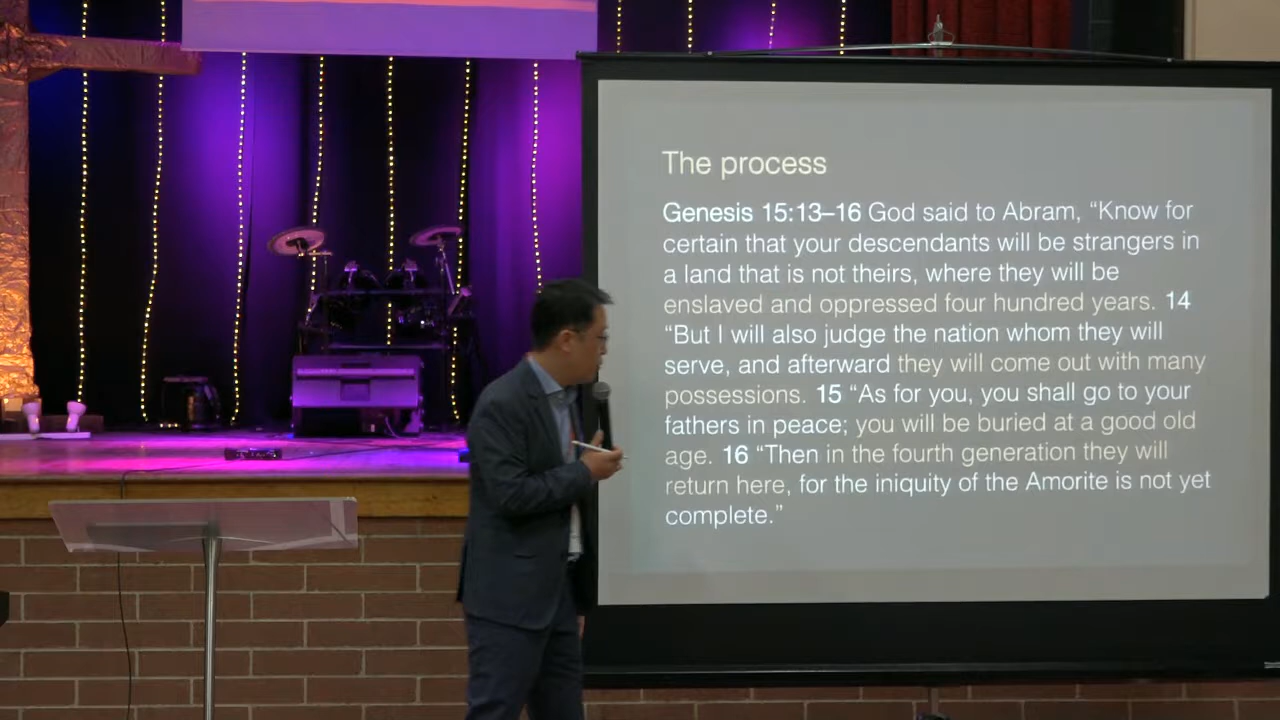 The process
Genesis 15:13–16 God said to Abram, “Know for
certain that your descendants will be strangers in
a land that is not theirs, where they will be
enslaved and oppressed four hundred years. 14
“But I will also judge the nation whom they will
serve, and afterward they will come out with many
possessions. 15 “As for you, you shall go to your
fathers in peace; you will be buried at a good old
age. 16 “Then in the fourth generation they will
return here, for the iniquity of the Amorite is not yet
complete.”